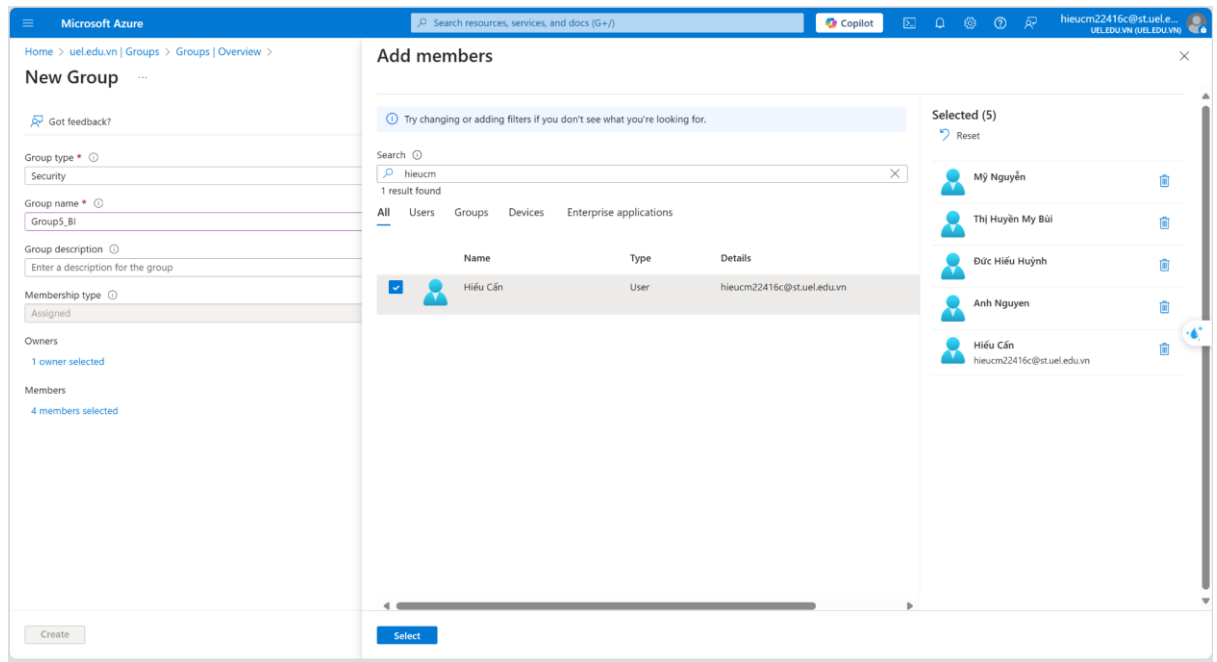 Microsoft Azure
Search resources, services, and docs (G+/)
Copilot
hieucm22416c@st.uel.e...
UEL.EDU.VN (UEL.EDU.VN)
Home > uel.edu.vn | Groups > Groups | Overview >
New Group ...
Got feedback?
Group type *
Security
Group name *
Group5_BI
Group description
Enter a description for the group
Membership type
Assigned
Owners
1 owner selected
Members
4 members selected
Create
Add members
Try changing or adding filters if you don't see what you're looking for.
Search
hieucm
1 result found
All Users Groups Devices Enterprise applications
Name Type Details
Hiếu Cấn User hieucm22416c@st.uel.edu.vn
Select
Selected (5)
Reset
Mỹ Nguyễn
Thị Huyền My Bùi
Đức Hiếu Huỳnh
Anh Nguyen
Hiếu Cấn
hieucm22416c@st.uel.edu.vn